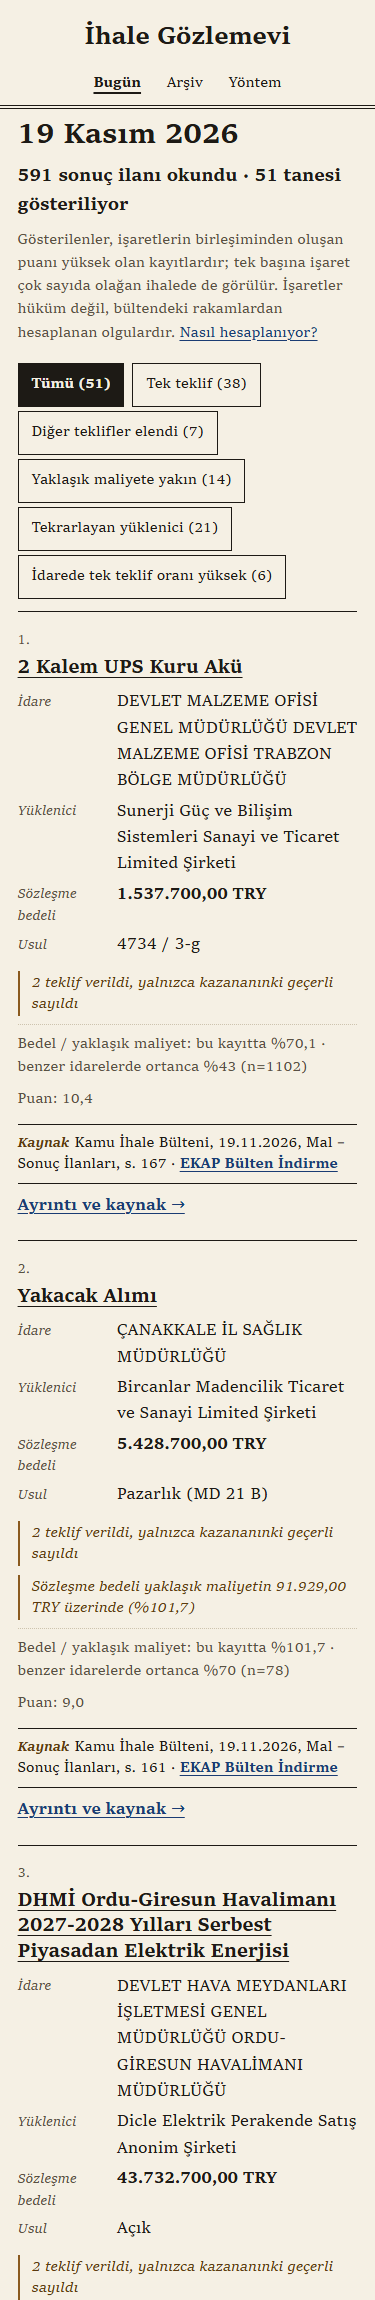 İhale Gözlemevi
Bugün Arşiv Yöntem
19 Kasım 2026
591 sonuç ilanı okundu · 51 tanesi
gösteriliyor
Gösterilenler, işaretlerin birleşiminden oluşan
puanı yüksek olan kayıtlardır; tek başına işaret
çok sayıda olağan ihalede de görülür. İşaretler
hüküm değil, bültendeki rakamlardan
hesaplanan olgulardır. Nasıl hesaplanıyor?
Tümü (51) Tek teklif (38)
Diğer teklifler elendi (7)
Yaklaşık maliyete yakın (14)
Tekrarlayan yüklenici (21)
İdarede tek teklif oranı yüksek (6)
1.
2 Kalem UPS Kuru Akü
İdare DEVLET MALZEME OFİSİ
GENEL MÜDÜRLÜĞÜ DEVLET
MALZEME OFİSİ TRABZON
BÖLGE MÜDÜRLÜĞÜ
Yüklenici Sunerji Güç ve Bilişim
Sistemleri Sanayi ve Ticaret
Limited Şirketi
Sözleşme 1.537.700,00 TRY
bedeli
Usul 4734 / 3-g
2 teklif verildi, yalnızca kazananınki geçerli
sayıldı
Bedel / yaklaşık maliyet: bu kayıtta %70,1 ·
benzer idarelerde ortanca %43 (n=1102)
Puan: 10,4
Kaynak Kamu İhale Bülteni, 19.11.2026, Mal –
Sonuç İlanları, s. 167 · EKAP Bülten İndirme
Ayrıntı ve kaynak →
2.
Yakacak Alımı
İdare ÇANAKKALE İL SAĞLIK
MÜDÜRLÜĞÜ
Yüklenici Bircanlar Madencilik Ticaret
ve Sanayi Limited Şirketi
Sözleşme 5.428.700,00 TRY
bedeli
Usul Pazarlık (MD 21 B)
2 teklif verildi, yalnızca kazananınki geçerli
sayıldı
Sözleşme bedeli yaklaşık maliyetin 91.929,00
TRY üzerinde (%101,7)
Bedel / yaklaşık maliyet: bu kayıtta %101,7 ·
benzer idarelerde ortanca %70 (n=78)
Puan: 9,0
Kaynak Kamu İhale Bülteni, 19.11.2026, Mal –
Sonuç İlanları, s. 161 · EKAP Bülten İndirme
Ayrıntı ve kaynak →
3.
DHMİ Ordu-Giresun Havalimanı
2027-2028 Yılları Serbest
Piyasadan Elektrik Enerjisi
İdare DEVLET HAVA MEYDANLARI
İŞLETMESİ GENEL
MÜDÜRLÜĞÜ ORDU-
GİRESUN HAVALİMANI
MÜDÜRLÜĞÜ
Yüklenici Dicle Elektrik Perakende Satış
Anonim Şirketi
Sözleşme 43.732.700,00 TRY
bedeli
Usul Açık
2 teklif verildi, yalnızca kazananınki geçerli
sayıldı